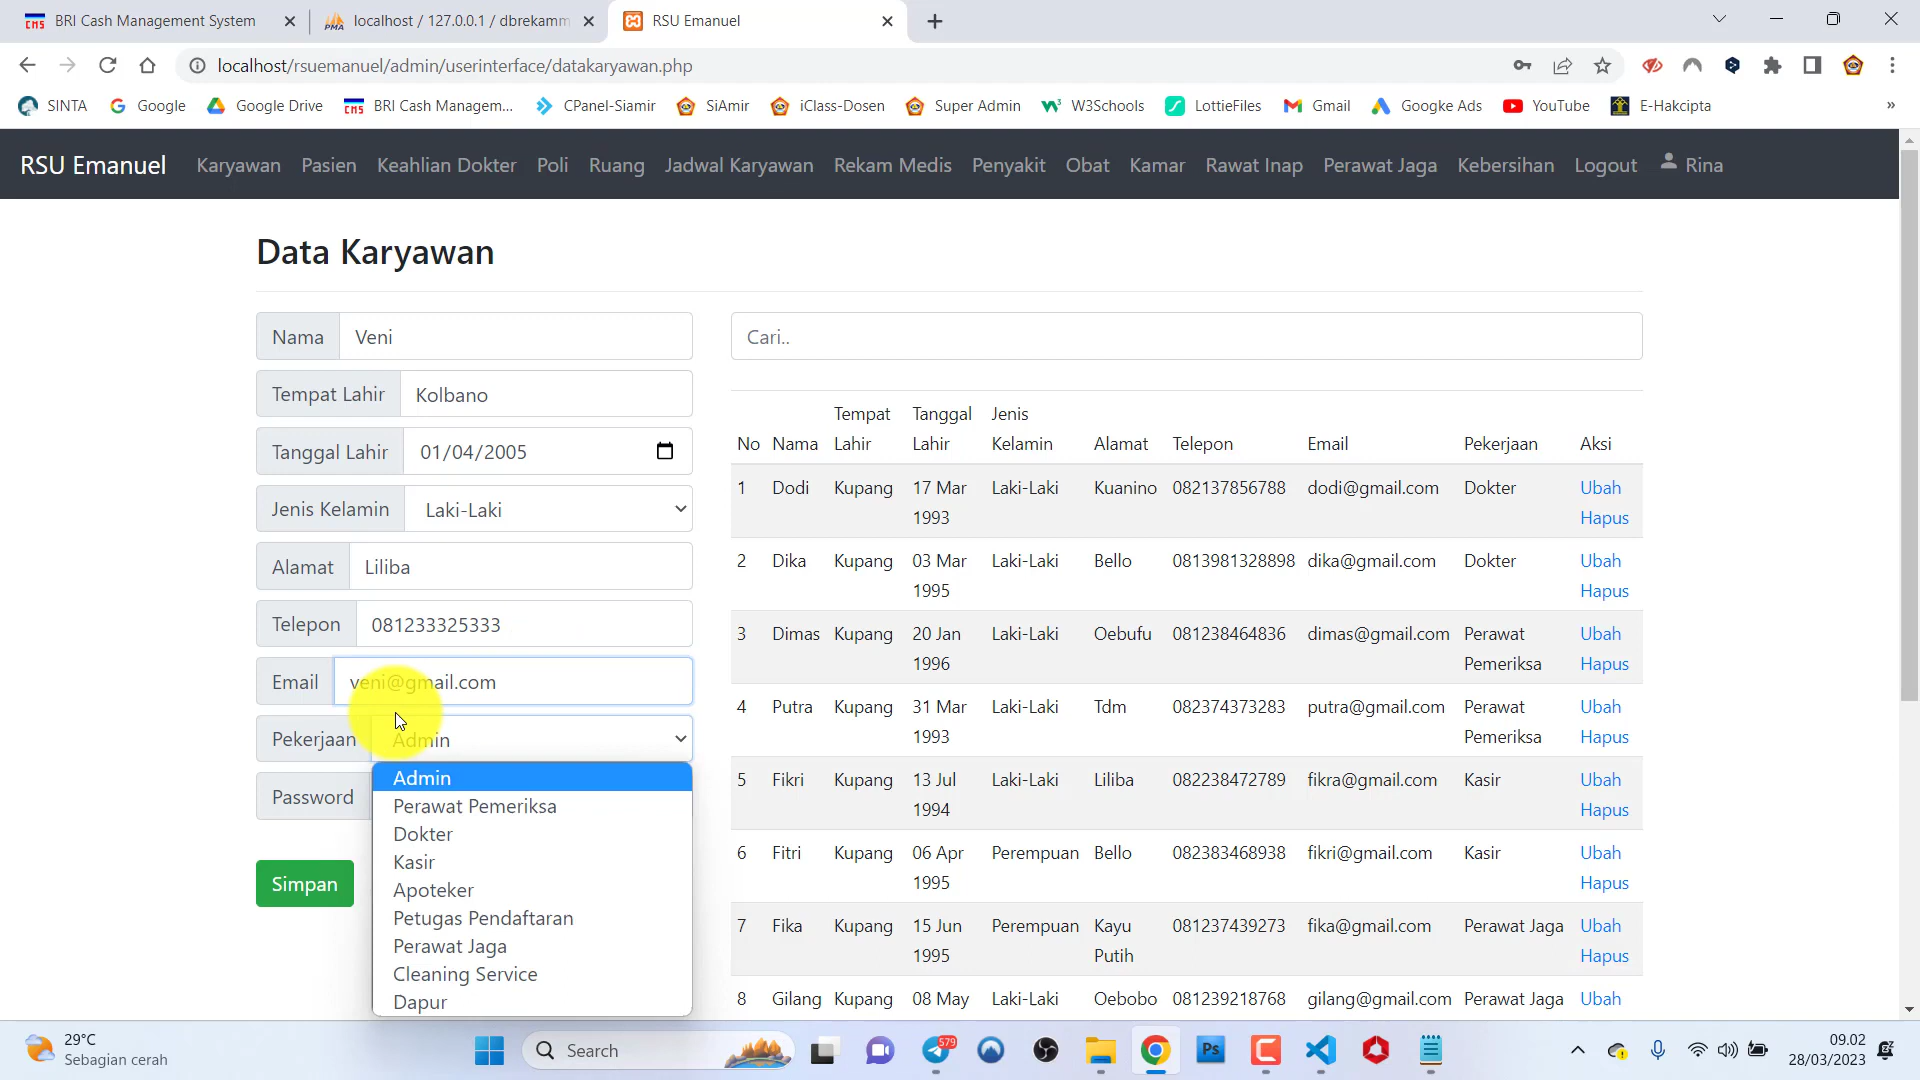 BRI Cash Management System
localhost / 127.0.0.1 / dbrekamm
RSU Emanuel
localhost/rsuemanuel/admin/userinterface/datakaryawan.php
SINTA Google Google Drive BRI Cash Managem... CPanel-Siamir SiAmir iClass-Dosen Super Admin W3Schools LottieFiles Gmail Googke Ads YouTube E-Hakcipta »
RSU Emanuel Karyawan Pasien Keahlian Dokter Poli Ruang Jadwal Karyawan Rekam Medis Penyakit Obat Kamar Rawat Inap Perawat Jaga Kebersihan Logout Rina
Data Karyawan
Nama Veni
Tempat Lahir Kolbano
Tanggal Lahir 01/04/2005
Jenis Kelamin Laki-Laki
Alamat Liliba
Telepon 081233325333
Email veni@gmail.com
Pekerjaan Admin
Password
Admin
Perawat Pemeriksa
Dokter
Kasir
Apoteker
Petugas Pendaftaran
Perawat Jaga
Cleaning Service
Dapur
Simpan
Cari..
Tempat Tanggal Jenis
No Nama Lahir Lahir Kelamin Alamat Telepon Email Pekerjaan Aksi
1 Dodi Kupang 17 Mar Laki-Laki Kuanino 082137856788 dodi@gmail.com Dokter Ubah
1993 Hapus
2 Dika Kupang 03 Mar Laki-Laki Bello 0813981328898 dika@gmail.com Dokter Ubah
1995 Hapus
3 Dimas Kupang 20 Jan Laki-Laki Oebufu 081238464836 dimas@gmail.com Perawat Ubah
1996 Pemeriksa Hapus
4 Putra Kupang 31 Mar Laki-Laki Tdm 082374373283 putra@gmail.com Perawat Ubah
1993 Pemeriksa Hapus
5 Fikri Kupang 13 Jul Laki-Laki Liliba 082238472789 fikra@gmail.com Kasir Ubah
1994 Hapus
6 Fitri Kupang 06 Apr Perempuan Bello 082383468938 fikri@gmail.com Kasir Ubah
1995 Hapus
7 Fika Kupang 15 Jun Perempuan Kayu 081237439273 fika@gmail.com Perawat Jaga Ubah
1995 Putih Hapus
8 Gilang Kupang 08 May Laki-Laki Oebobo 081239218768 gilang@gmail.com Perawat Jaga Ubah
29°C
Sebagian cerah
Search
579
Ps
09.02
28/03/2023